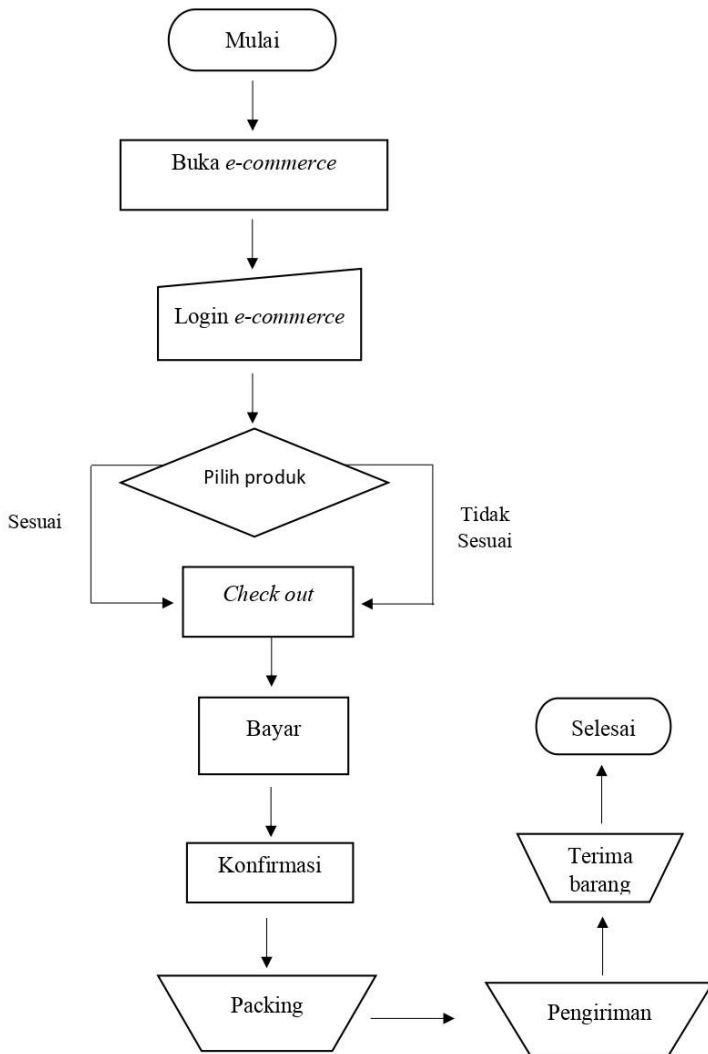 Mulai
Buka e-commerce
Login e-commerce
Pilih produk
Sesuai
Tidak
Sesuai
Check out
Bayar
Selesai
Konfirmasi
Terima
barang
Packing
Pengiriman